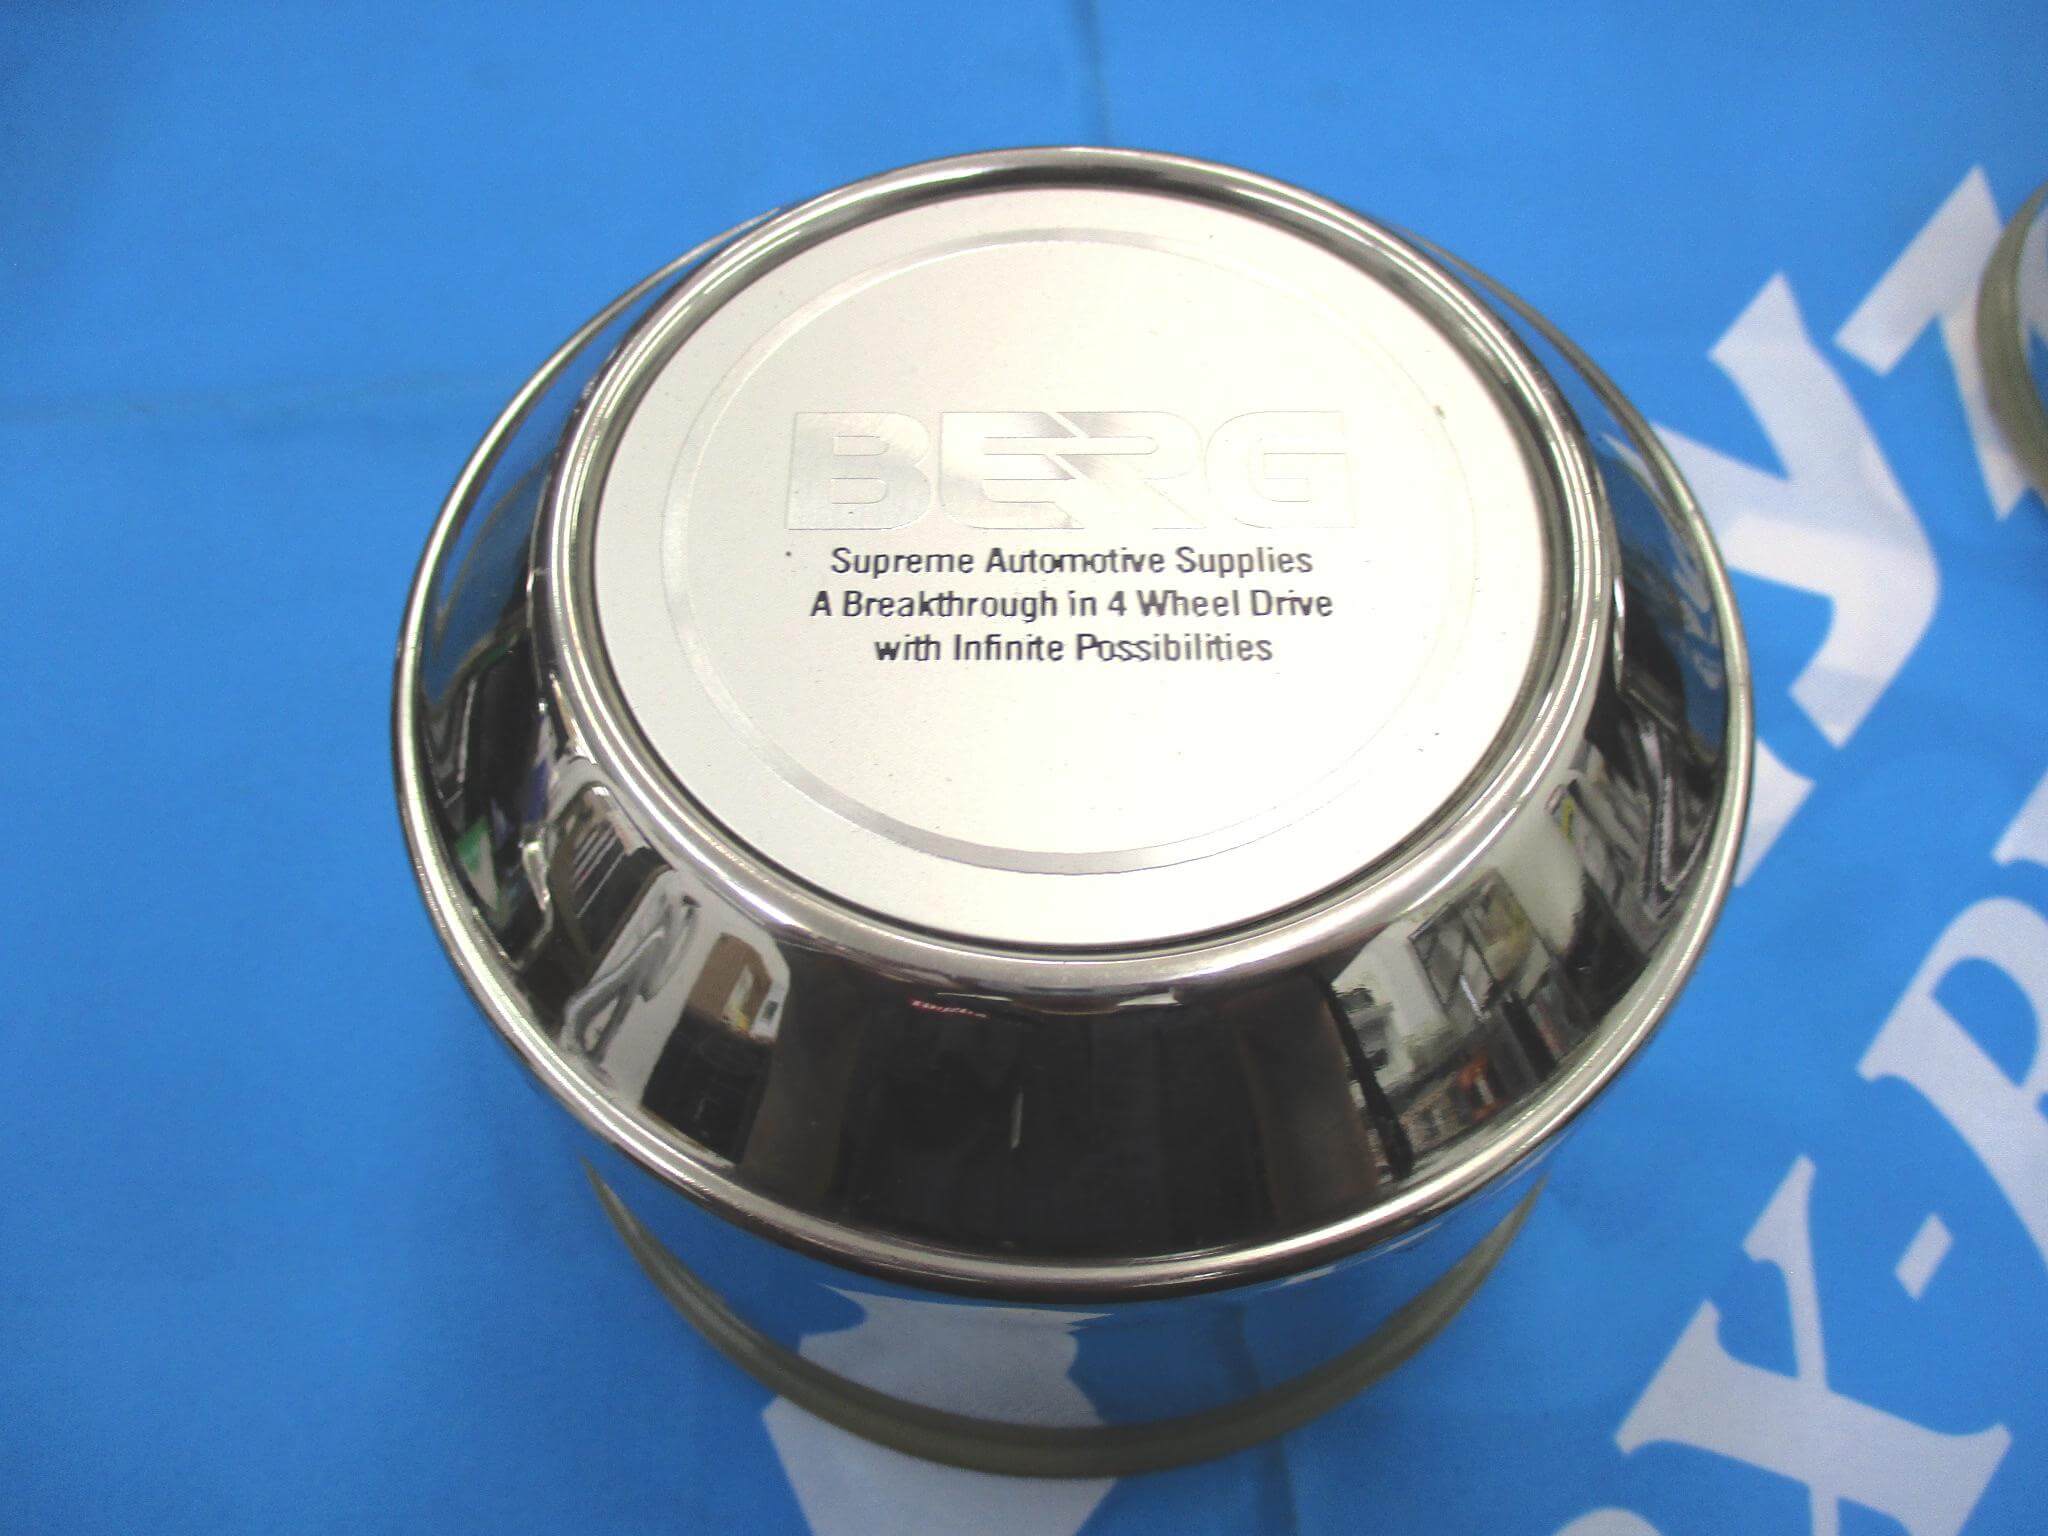 BERG
Supreme Automotive Supplies
A Breakthrough in 4 Wheel Drive
with Infinite Possibilities